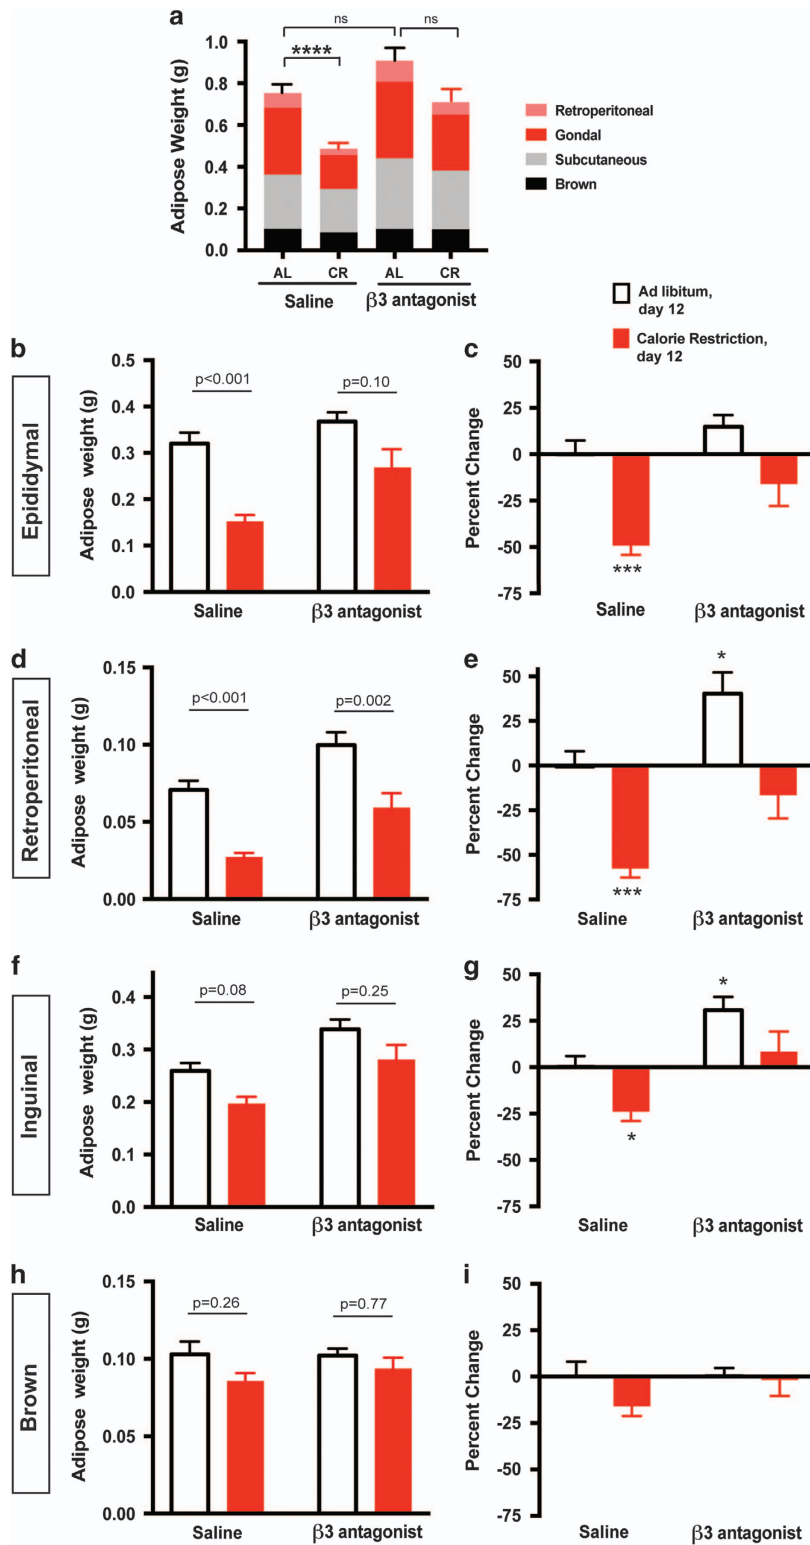 a
ns
ns
****
Adipose Weight (g)
1.0
0.8
0.6
0.4
0.2
0.0
AL
CR
AL
CR
Saline
β3 antagonist
Retroperitoneal
Gondal
Subcutaneous
Brown
Ad libitum,
day 12
Calorie Restriction,
day 12
b
Epididymal
Adipose weight (g)
0.5
0.4
0.3
0.2
0.1
0.0
p<0.001
p=0.10
Saline
β3 antagonist
c
Percent Change
50
25
0
-25
-50
-75
***
Saline
β3 antagonist
d
Retroperitoneal
Adipose weight (g)
0.15
0.10
0.05
0.00
p<0.001
p=0.002
Saline
β3 antagonist
e
Percent Change
50
25
0
-25
-50
-75
*
***
Saline
β3 antagonist
f
Inguinal
Adipose weight (g)
0.4
0.3
0.2
0.1
0.0
p=0.08
p=0.25
Saline
β3 antagonist
g
Percent Change
50
25
0
-25
-50
-75
*
*
Saline
β3 antagonist
h
Brown
Adipose weight (g)
0.15
0.10
0.05
0.00
p=0.26
p=0.77
Saline
β3 antagonist
i
Percent Change
50
25
0
-25
-50
-75
Saline
β3 antagonist